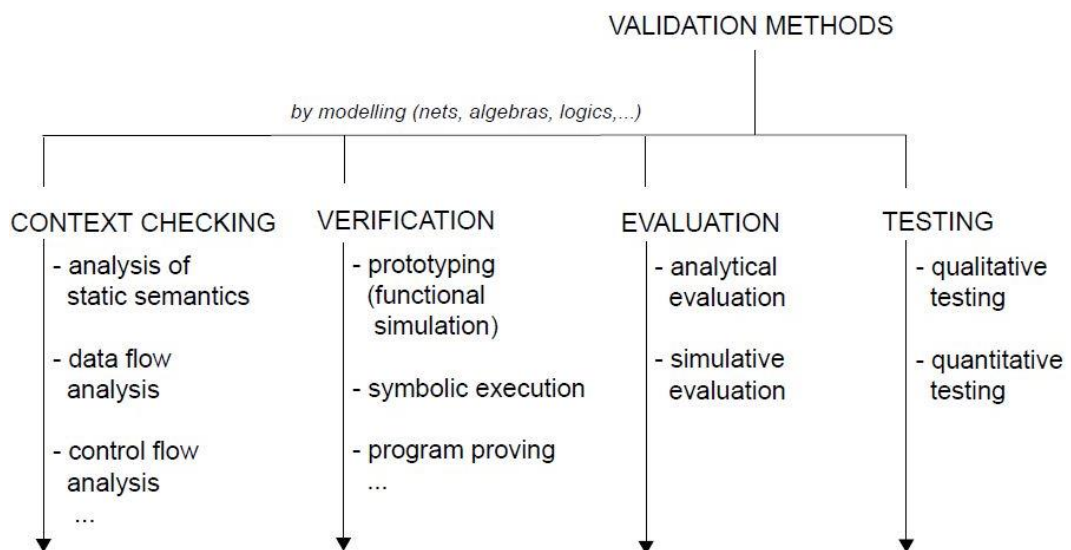 VALIDATION METHODS
by modelling (nets, algebras, logics,...)
CONTEXT CHECKING
- analysis of
static semantics
- data flow
analysis
- control flow
analysis
...
VERIFICATION
- prototyping
(functional
simulation)
- symbolic execution
- program proving
...
EVALUATION
- analytical
evaluation
- simulative
evaluation
TESTING
- qualitative
testing
- quantitative
testing